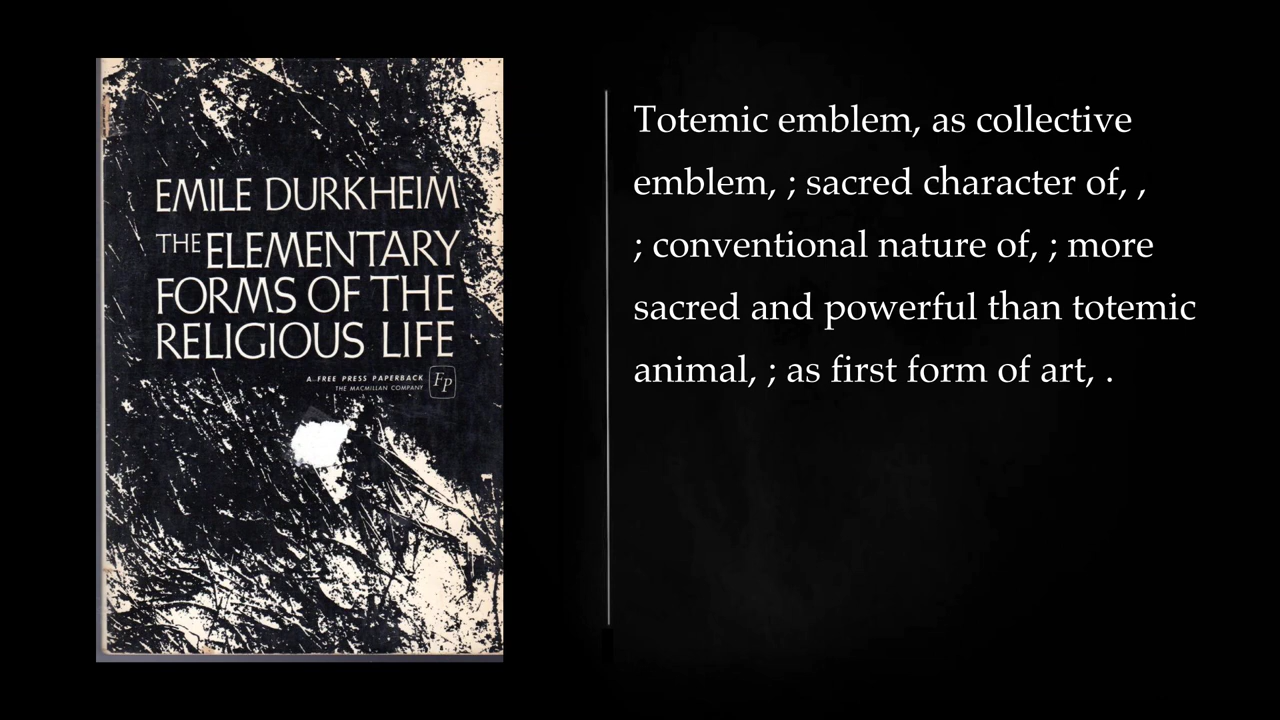 EMILE DURKHEIM
THE ELEMENTARY
FORMS OF THE
RELIGIOUS LIFE
A FREE PRESS PAPERBACK
THE MACMILLAN COMPANY
Fp
Totemic emblem, as collective
emblem, ; sacred character of, ,
; conventional nature of, ; more
sacred and powerful than totemic
animal, ; as first form of art, .